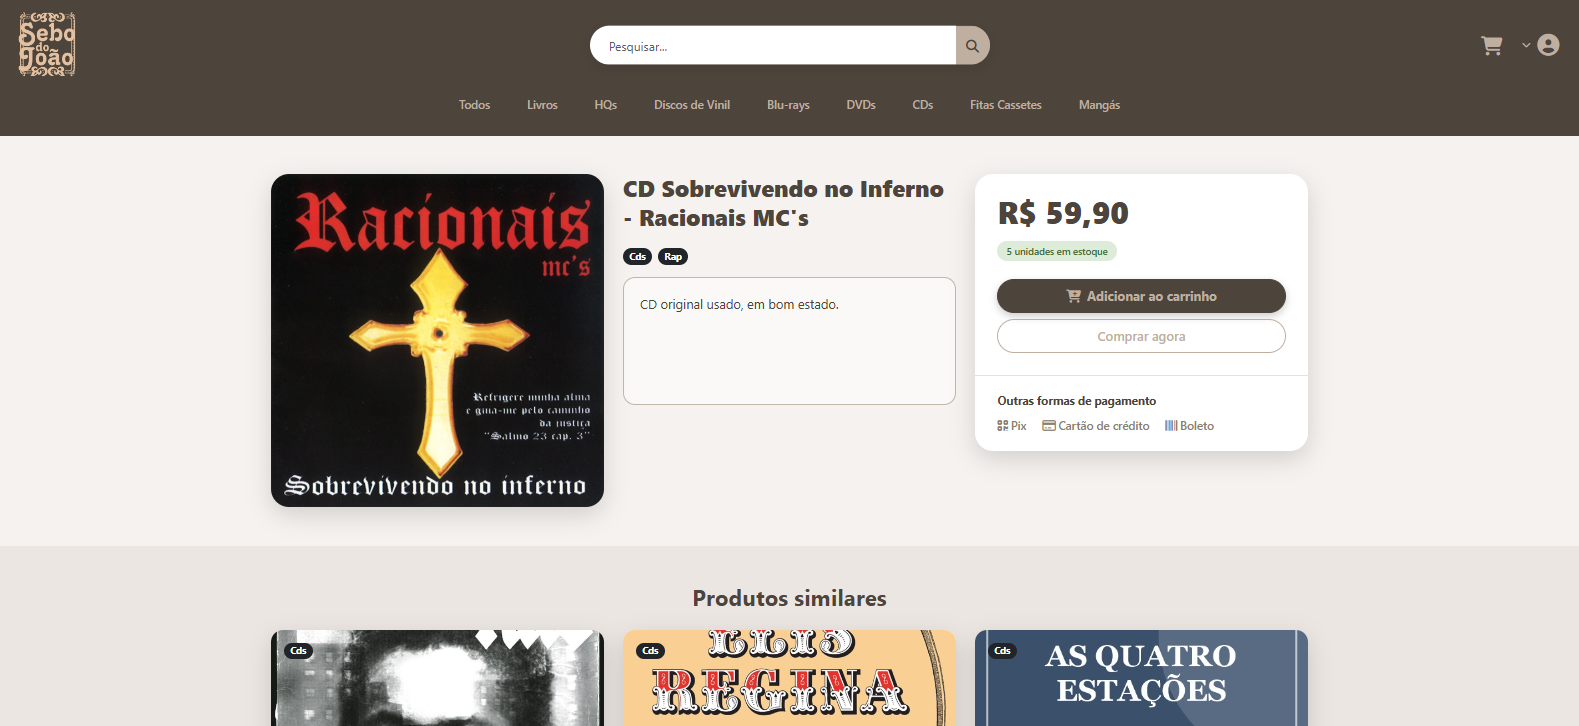 Sebo
do
João
Pesquisar...
Todos
Livros
HQs
Discos de Vinil
Blu-rays
DVDs
CDs
Fitas Cassetes
Mangás
Racionais
mc's
Refrigere minha alma
e guia-me pelo caminho
da justiça
"Salmo 23 cap. 3"
Sobrevivendo no inferno
CD Sobrevivendo no Inferno
- Racionais MC's
Cds
Rap
CD original usado, em bom estado.
R$ 59,90
5 unidades em estoque
Adicionar ao carrinho
Comprar agora
Outras formas de pagamento
Pix
Cartão de crédito
Boleto
Produtos similares
Cds
Cds
ELIS
REGINA
Cds
AS QUATRO
ESTAÇÕES